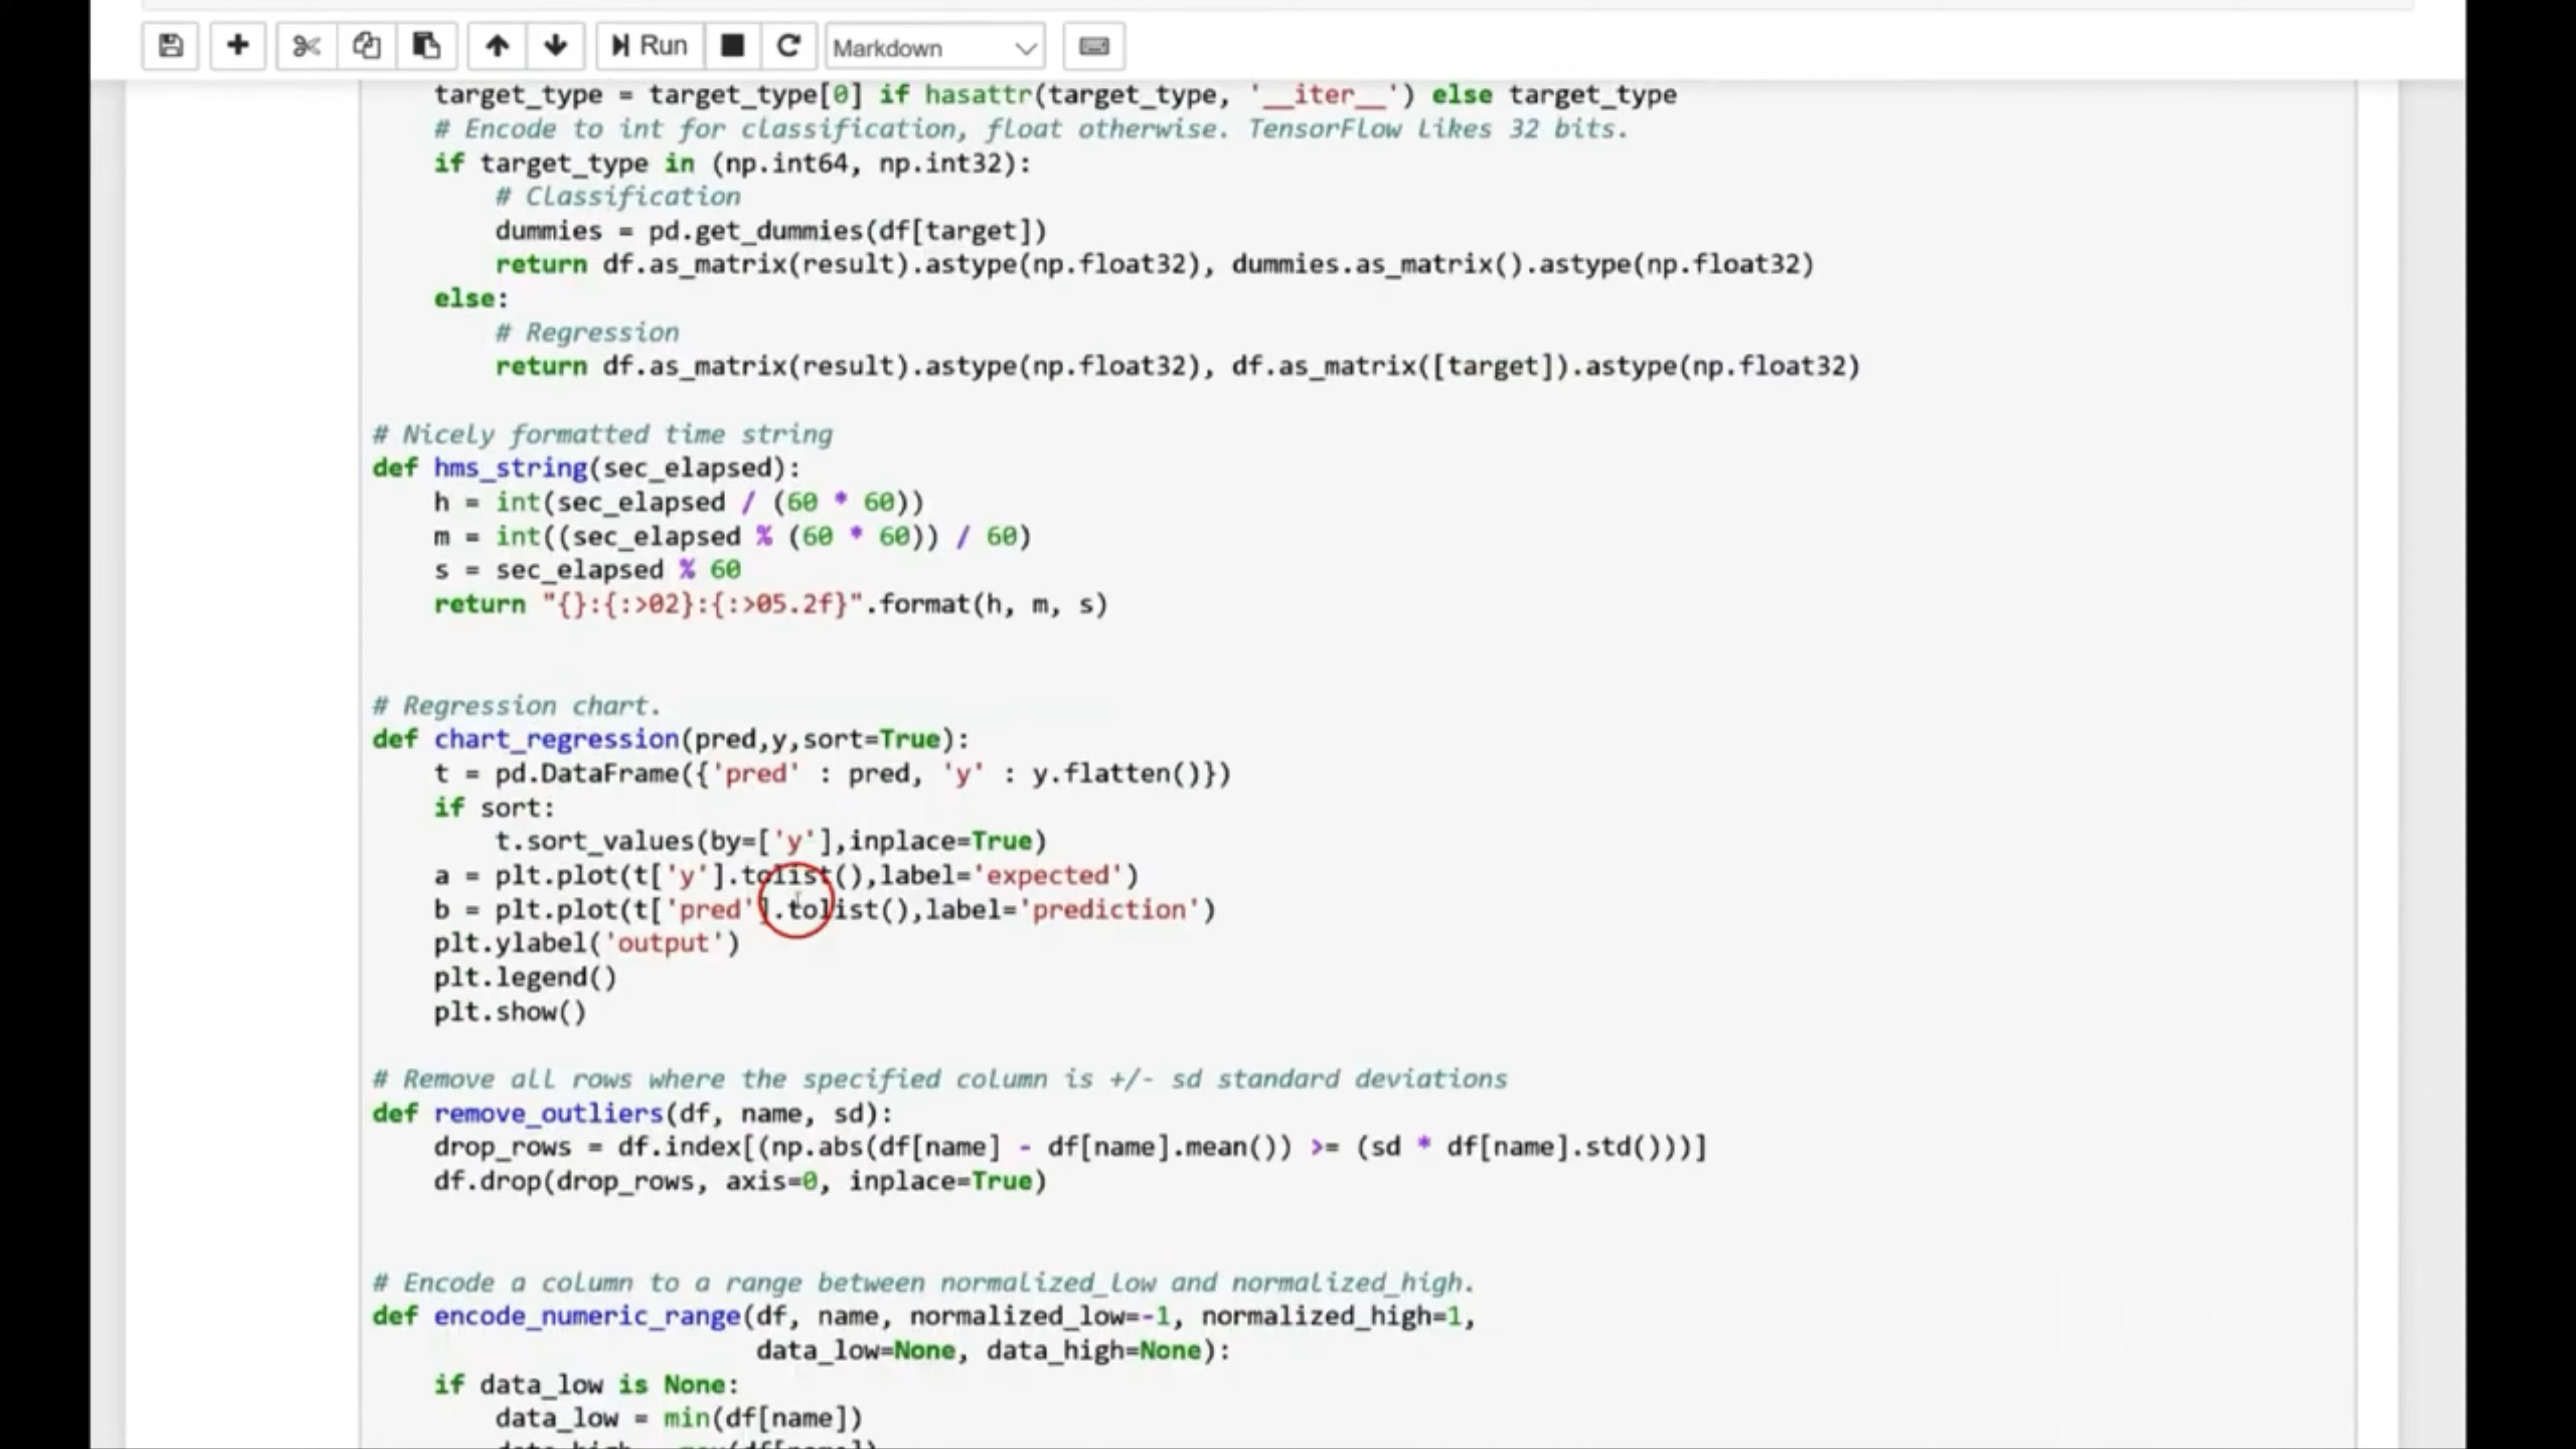 Run
Markdown
target_type = target_type[0] if hasattr(target_type, '__iter__') else target_type
# Encode to int for classification, float otherwise. TensorFlow likes 32 bits.
if target_type in (np.int64, np.int32):
# Classification
dummies = pd.get_dummies(df[target])
return df.as_matrix(result).astype(np.float32), dummies.as_matrix().astype(np.float32)
else:
# Regression
return df.as_matrix(result).astype(np.float32), df.as_matrix([target]).astype(np.float32)
# Nicely formatted time string
def hms_string(sec_elapsed):
h = int(sec_elapsed / (60 * 60))
m = int((sec_elapsed % (60 * 60)) / 60)
s = sec_elapsed % 60
return "{}:{:>02}:{:>05.2f}".format(h, m, s)
# Regression chart.
def chart_regression(pred,y,sort=True):
t = pd.DataFrame({'pred' : pred, 'y' : y.flatten()})
if sort:
t.sort_values(by=['y'],inplace=True)
a = plt.plot(t['y'].tolist(),label='expected')
b = plt.plot(t['pred'].tolist(),label='prediction')
plt.ylabel('output')
plt.legend()
plt.show()
# Remove all rows where the specified column is +/- sd standard deviations
def remove_outliers(df, name, sd):
drop_rows = df.index[(np.abs(df[name] - df[name].mean()) >= (sd * df[name].std()))]
df.drop(drop_rows, axis=0, inplace=True)
# Encode a column to a range between normalized_low and normalized_high.
def encode_numeric_range(df, name, normalized_low=-1, normalized_high=1,
data_low=None, data_high=None):
if data_low is None:
data_low = min(df[name])